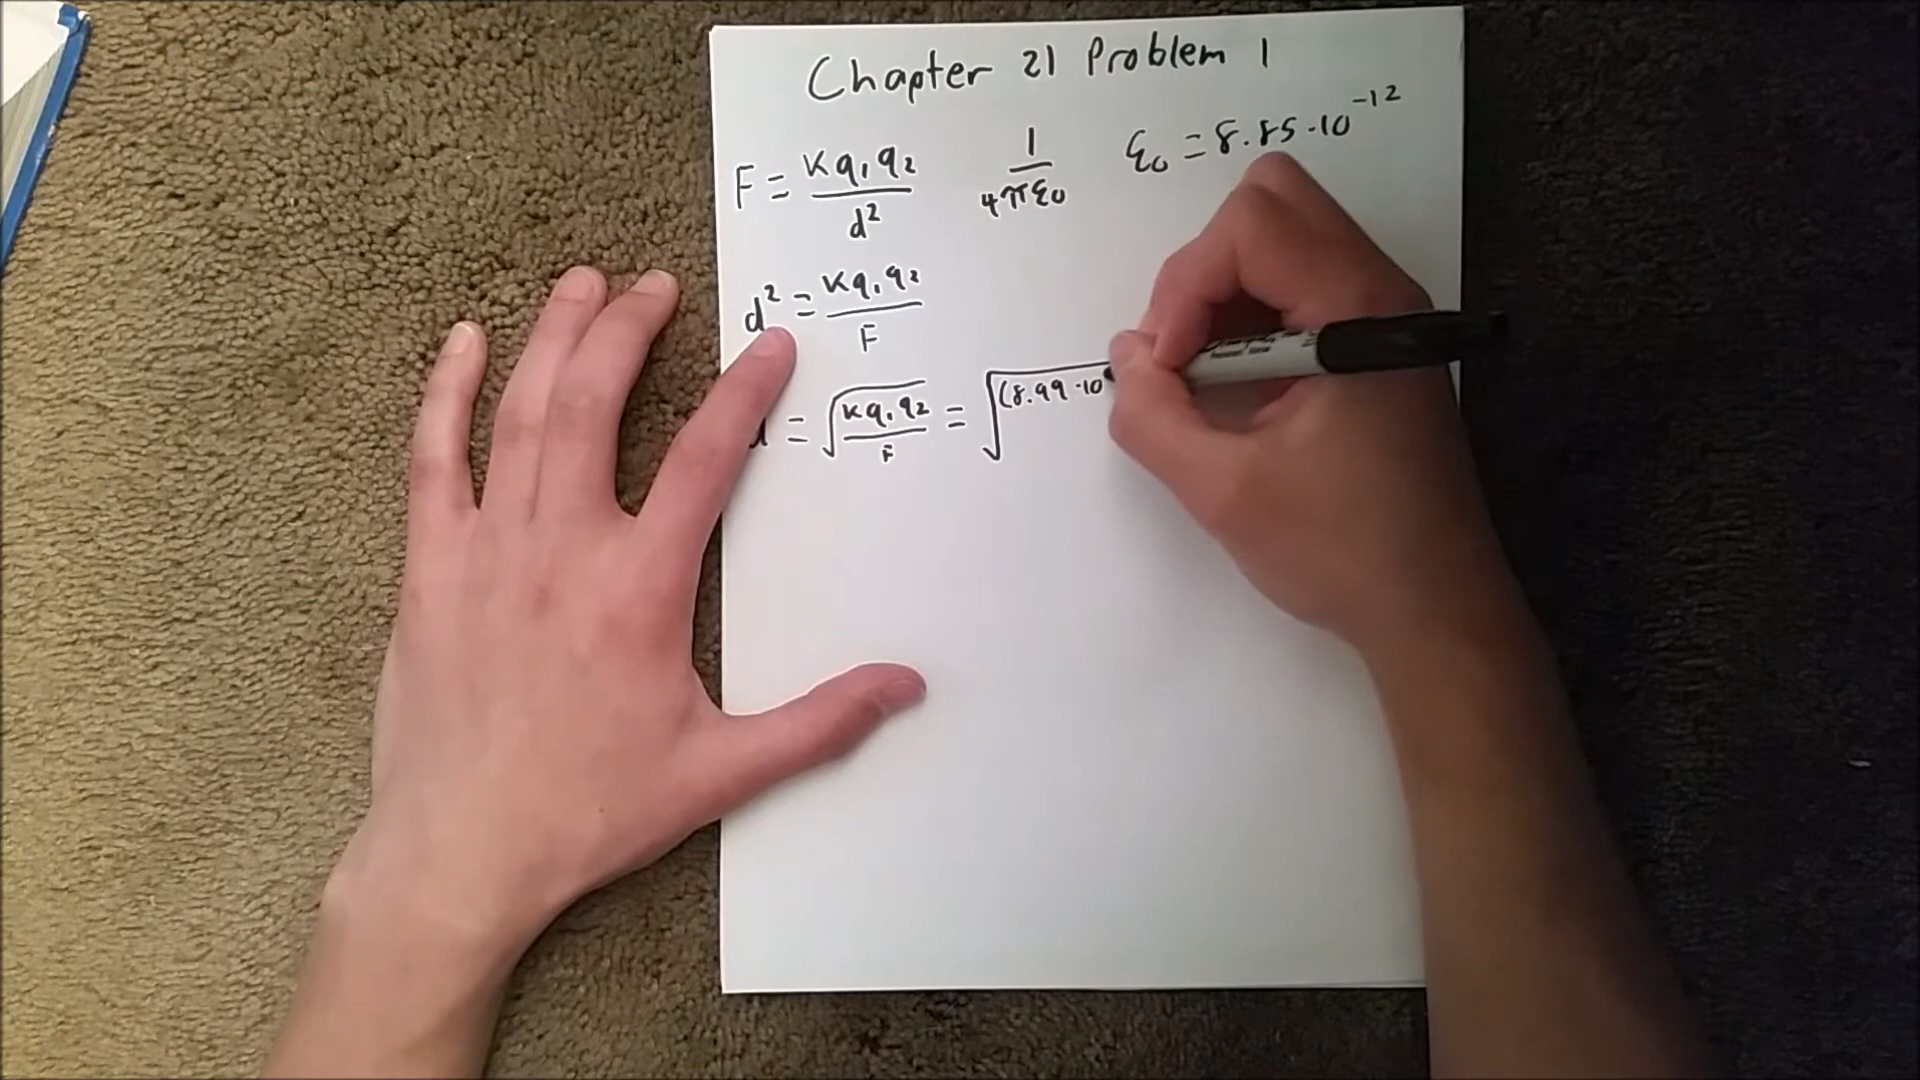 Chapter 21 Problem 1
F = Kq₁q₂/d² 1/4πε₀ ε₀ = 8.85·10⁻¹²
d² = Kq₁q₂/F
= √(Kq₁q₂/F) = √(8.99·10